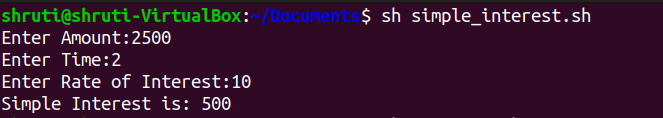 shruti@shruti-VirtualBox:~/Documents$ sh simple_interest.sh
Enter Amount:2500
Enter Time:2
Enter Rate of Interest:10
Simple Interest is: 500